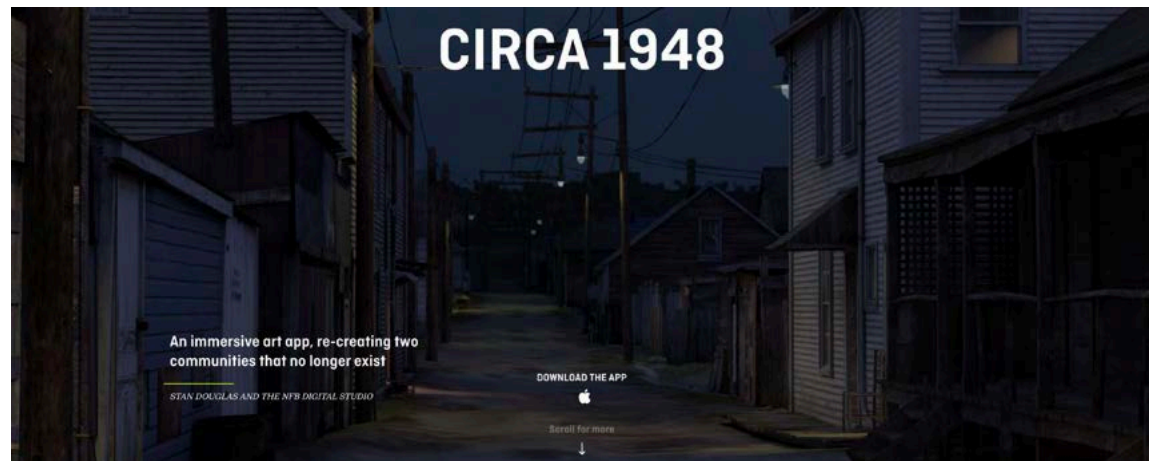 CIRCA 1948
An immersive art app, re-creating two
communities that no longer exist
STAN DOUGLAS AND THE NFB DIGITAL STUDIO
DOWNLOAD THE APP
Scroll for more